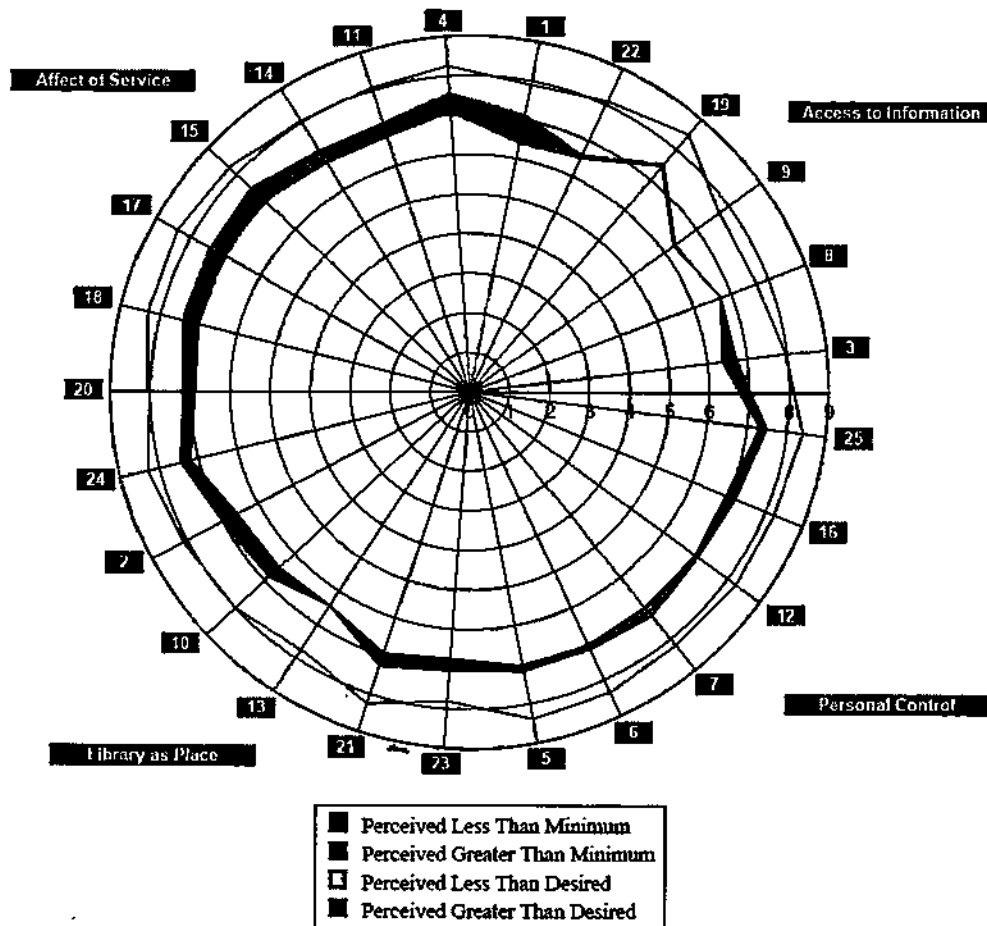 4
1
11
22
Affect of Service
14
19
Access to Information
15
9
17
8
18
3
20
0 1 2 3 4 5 6 8 9
25
24
16
2
12
10
7
13
Personal Control
6
Library as Place
21
23
5
Perceived Less Than Minimum
Perceived Greater Than Minimum
Perceived Less Than Desired
Perceived Greater Than Desired